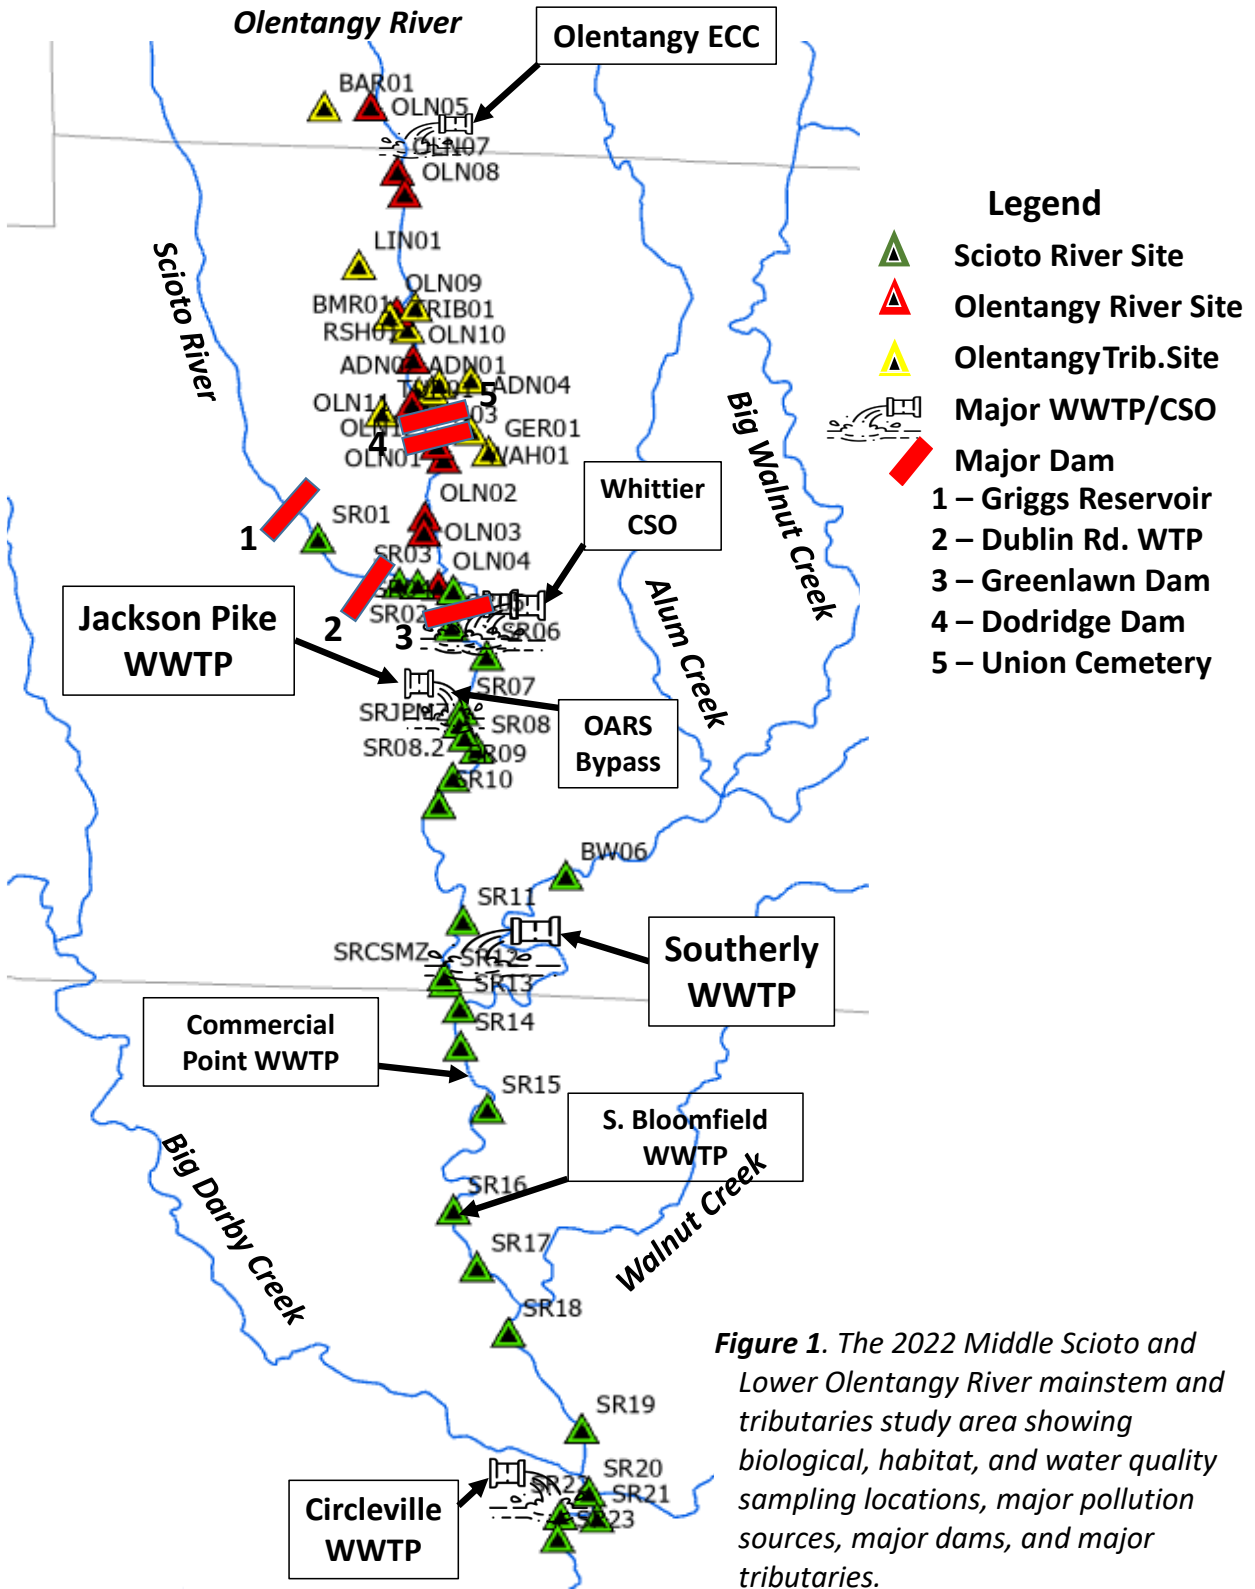 Olentangy River
Olentangy ECC
BAR01
OLN05
OLN07
OLN08
LIN01
Scioto River
OLN09
BMR01
TRIB01
RSH01
OLN10
ADN01
ADN04
5
OLN11
03
4
GER01
OLN01
WAH01
OLN02
Whittier
CSO
SR01
1
OLN03
SR03
OLN04
Big Walnut Creek
Alum Creek
2
SR02
3
SR06
Jackson Pike
WWTP
SR07
SRJPMZ
SR08
OARS
Bypass
SR08.2
SR09
SR10
BW06
SR11
Southerly
WWTP
SRCSMZ
SR12
SR13
Commercial
Point WWTP
SR14
SR15
S. Bloomfield
WWTP
Big Darby Creek
SR16
Walnut Creek
SR17
SR18
SR19
SR20
SR21
23
Circleville
WWTP
Legend
Scioto River Site
Olentangy River Site
OlentangyTrib.Site
Major WWTP/CSO
Major Dam
1 – Griggs Reservoir
2 – Dublin Rd. WTP
3 – Greenlawn Dam
4 – Dodridge Dam
5 – Union Cemetery
Figure 1. The 2022 Middle Scioto and
Lower Olentangy River mainstem and
tributaries study area showing
biological, habitat, and water quality
sampling locations, major pollution
sources, major dams, and major
tributaries.